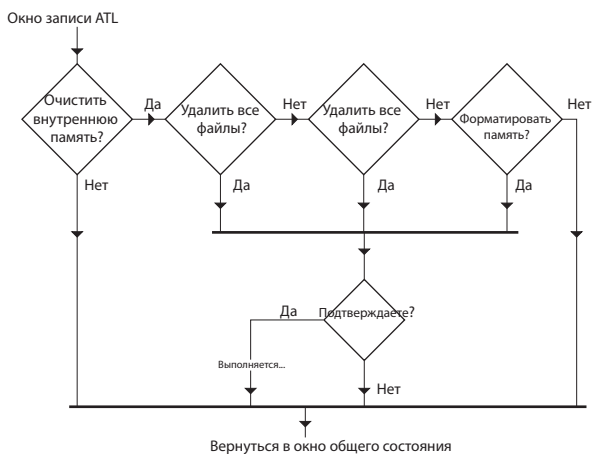 Окно записи ATL
Очистить
внутреннюю
память?
Да
Удалить все
файлы?
Нет
Удалить все
файлы?
Нет
Форматировать
память?
Нет
Нет
Да
Да
Да
Подтверждаете?
Да
Выполняется...
Нет
Вернуться в окно общего состояния